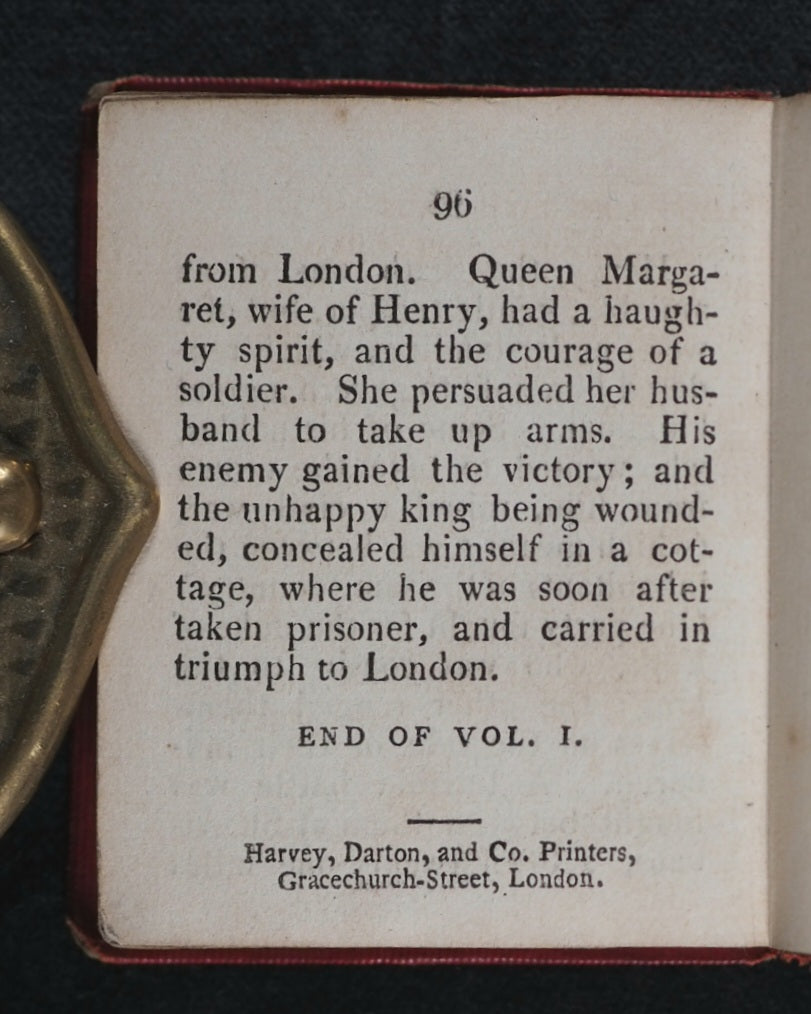 96
from London. Queen Marga-
ret, wife of Henry, had a haugh-
ty spirit, and the courage of a
soldier. She persuaded her hus-
band to take up arms. His
enemy gained the victory; and
the unhappy king being wound-
ed, concealed himself in a cot-
tage, where he was soon after
taken prisoner, and carried in
triumph to London.
END OF VOL. I.
Harvey, Darton, and Co. Printers,
Gracechurch-Street, London.